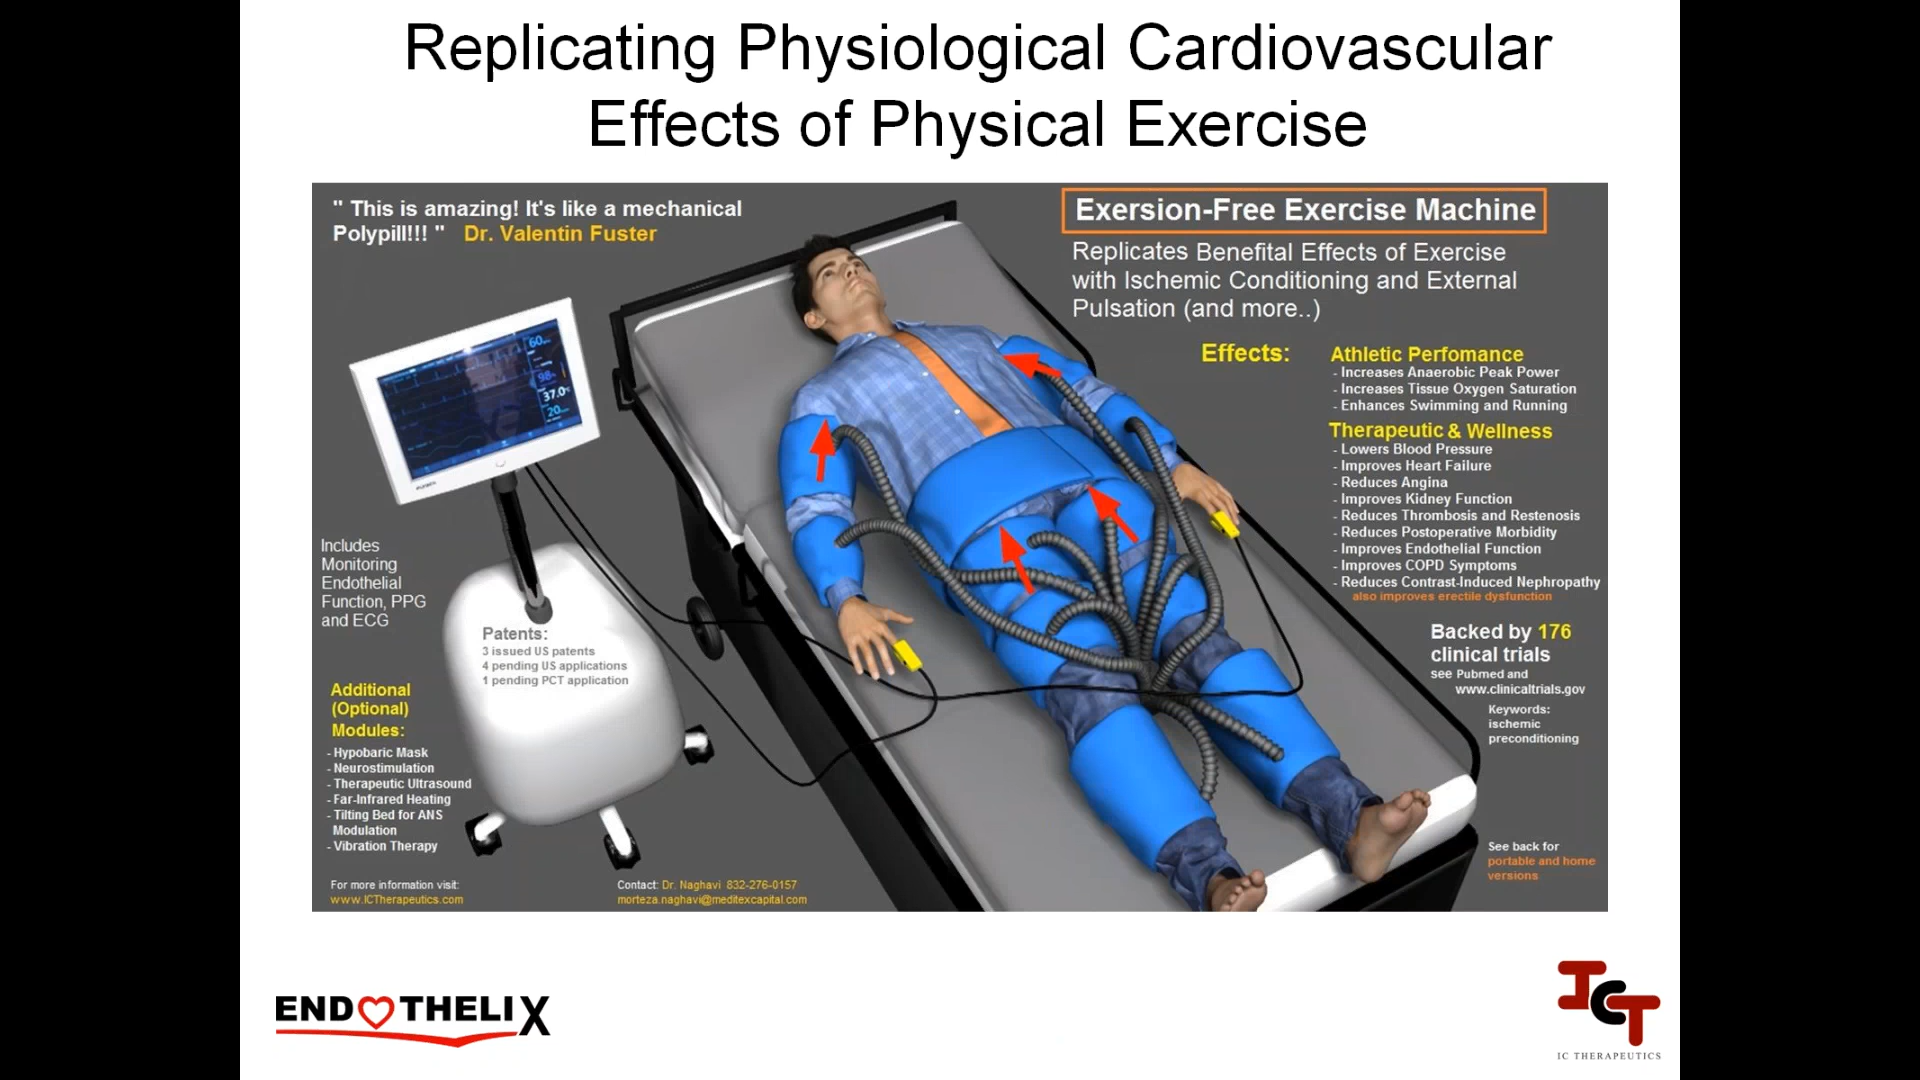 Replicating Physiological Cardiovascular
Effects of Physical Exercise
" This is amazing! It's like a mechanical
Polypill!!! " Dr. Valentin Fuster
Exersion-Free Exercise Machine
Replicates Benefital Effects of Exercise
with Ischemic Conditioning and External
Pulsation (and more..)
Effects:
Athletic Perfomance
- Increases Anaerobic Peak Power
- Increases Tissue Oxygen Saturation
- Enhances Swimming and Running
Therapeutic & Wellness
- Lowers Blood Pressure
- Improves Heart Failure
- Reduces Angina
- Improves Kidney Function
- Reduces Thrombosis and Restenosis
- Reduces Postoperative Morbidity
- Improves Endothelial Function
- Improves COPD Symptoms
- Reduces Contrast-Induced Nephropathy
also improves erectile dysfunction
60
98
37.0
20
Includes
Monitoring
Endothelial
Function, PPG
and ECG
Patents:
3 issued US patents
4 pending US applications
1 pending PCT application
Backed by 176
clinical trials
see Pubmed and
www.clinicaltrials.gov
Keywords:
ischemic
preconditioning
Additional
(Optional)
Modules:
- Hypobaric Mask
- Neurostimulation
- Therapeutic Ultrasound
- Far-Infrared Heating
- Tilting Bed for ANS
Modulation
- Vibration Therapy
See back for
portable and home
versions
For more information visit:
www.ICTherapeutics.com
Contact: Dr. Naghavi 832-276-0157
morteza.naghavi@meditexcapital.com
ENDOTHELIX
ICT
IC THERAPEUTICS